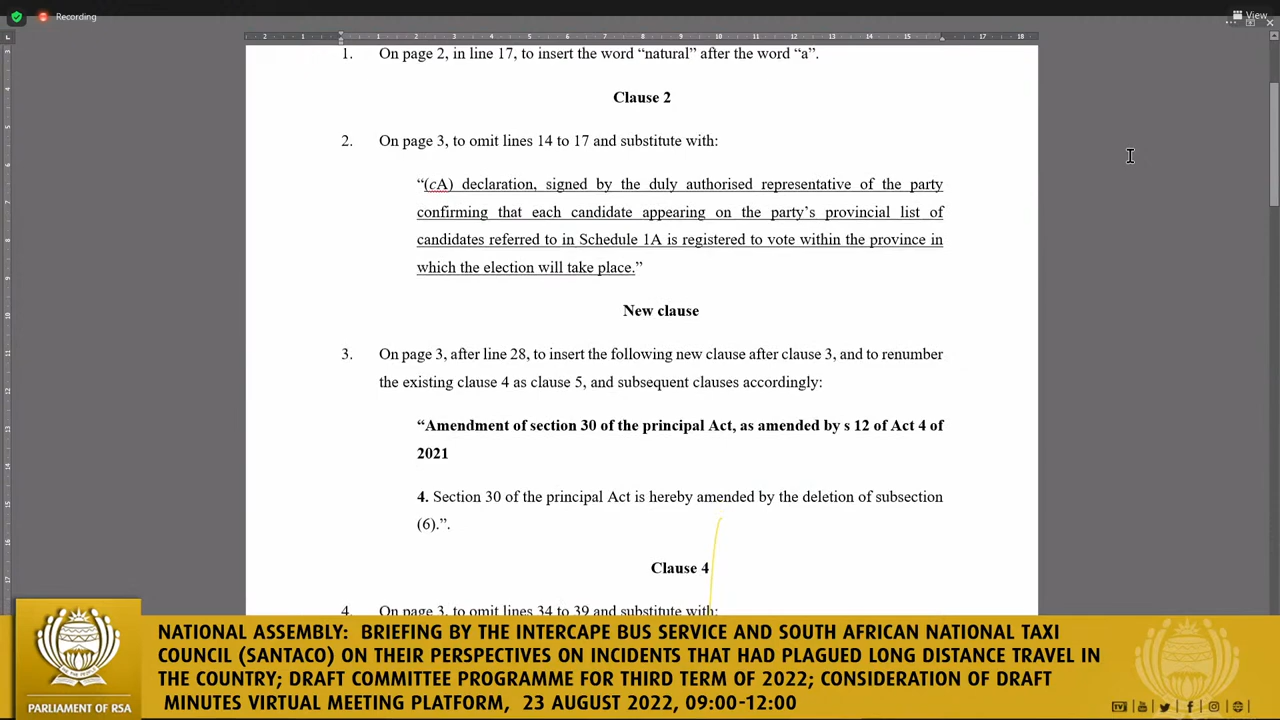 Recording
View
1. On page 2, in line 17, to insert the word “natural” after the word “a”.
Clause 2
2. On page 3, to omit lines 14 to 17 and substitute with:
“(cA) declaration, signed by the duly authorised representative of the party
confirming that each candidate appearing on the party’s provincial list of
candidates referred to in Schedule 1A is registered to vote within the province in
which the election will take place.”
New clause
3. On page 3, after line 28, to insert the following new clause after clause 3, and to renumber
the existing clause 4 as clause 5, and subsequent clauses accordingly:
“Amendment of section 30 of the principal Act, as amended by s 12 of Act 4 of
2021
4. Section 30 of the principal Act is hereby amended by the deletion of subsection
(6).”.
Clause 4
4. On page 3, to omit lines 34 to 39 and substitute with:
NATIONAL ASSEMBLY: BRIEFING BY THE INTERCAPE BUS SERVICE AND SOUTH AFRICAN NATIONAL TAXI
COUNCIL (SANTACO) ON THEIR PERSPECTIVES ON INCIDENTS THAT HAD PLAGUED LONG DISTANCE TRAVEL IN
THE COUNTRY; DRAFT COMMITTEE PROGRAMME FOR THIRD TERM OF 2022; CONSIDERATION OF DRAFT
MINUTES VIRTUAL MEETING PLATFORM, 23 AUGUST 2022, 09:00-12:00
PARLIAMENT OF RSA